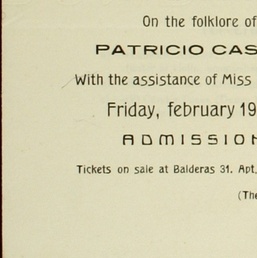 On the folklore of
PATRICIO CAS
With the assistance of Miss
Friday, february 19
ADMISSION
Tickets on sale at Balderas 31. Apt.
(The